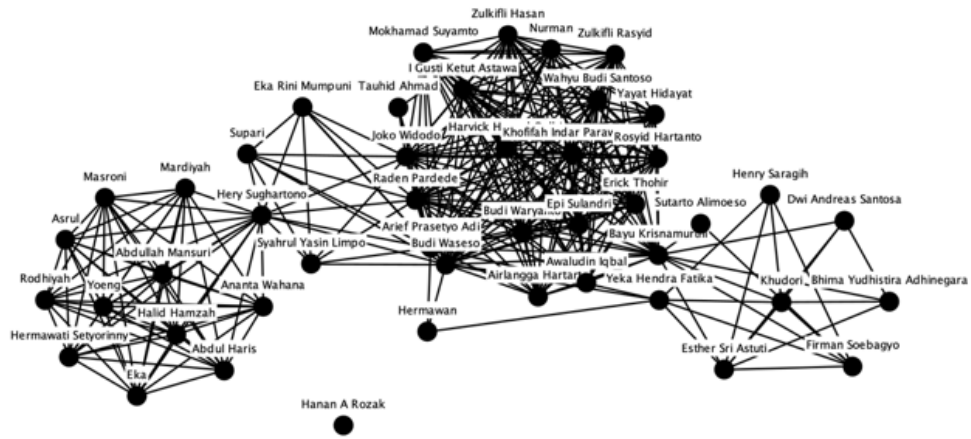 Zulkifli Hasan
Mokhamad Suyamto
Nurman
Zulkifli Rasyid
I Gusti Ketut Astawa
Wahyu Budi Santoso
Eka Rini Mumpuni
Tauhid Ahmad
Yayat Hidayat
Supari
Joko Widodo
Harvick H
Khofifah Indar Parav
Rosyid Hartanto
Mardiyah
Masroni
Raden Pardede
Erick Thohir
Henry Saragih
Hery Sughartono
Budi Waryanto
Epi Sulandri
Sutarto Alimoeso
Dwi Andreas Santosa
Asrul
Arief Prasetyo Adi
Bayu Krisnamurthi
Abdullah Mansuri
Syahrul Yasin Limpo
Budi Waseso
Awaludin Iqbal
Rodhiyah
Yoeng
Ananta Wahana
Airlangga Hartarto
Yeka Hendra Fatika
Khudori
Bhima Yudhistira Adhinegara
Halid Hamzah
Hermawan
Hermawati Setyorinny
Abdul Haris
Esther Sri Astuti
Firman Soebagyo
Eka
Hanan A Rozak